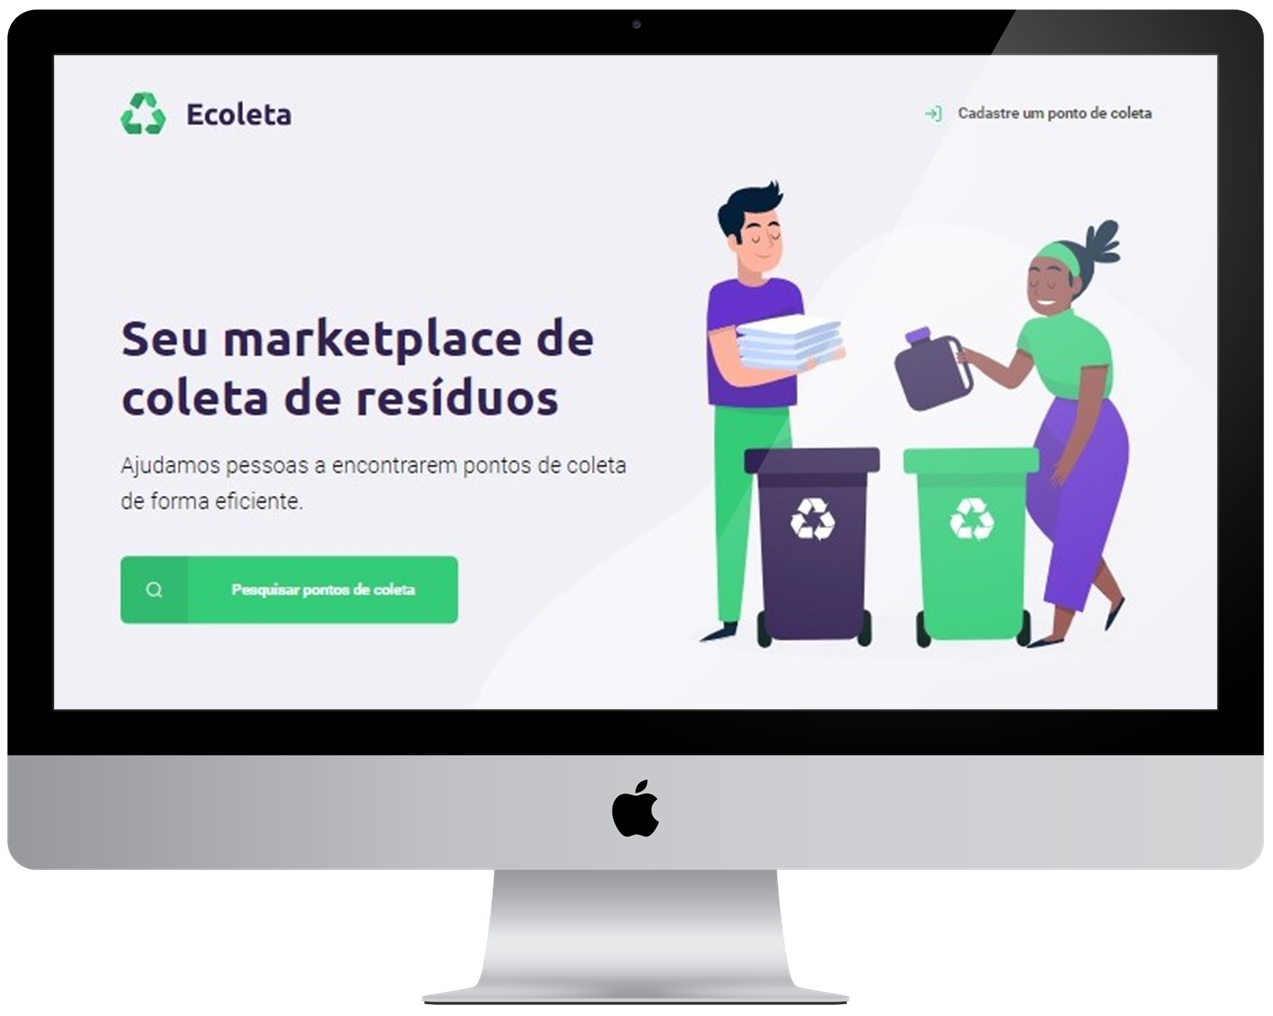 Ecoleta
Cadastre um ponto de coleta
Seu marketplace de
coleta de resíduos
Ajudamos pessoas a encontrarem pontos de coleta
de forma eficiente.
Pesquisar pontos de coleta